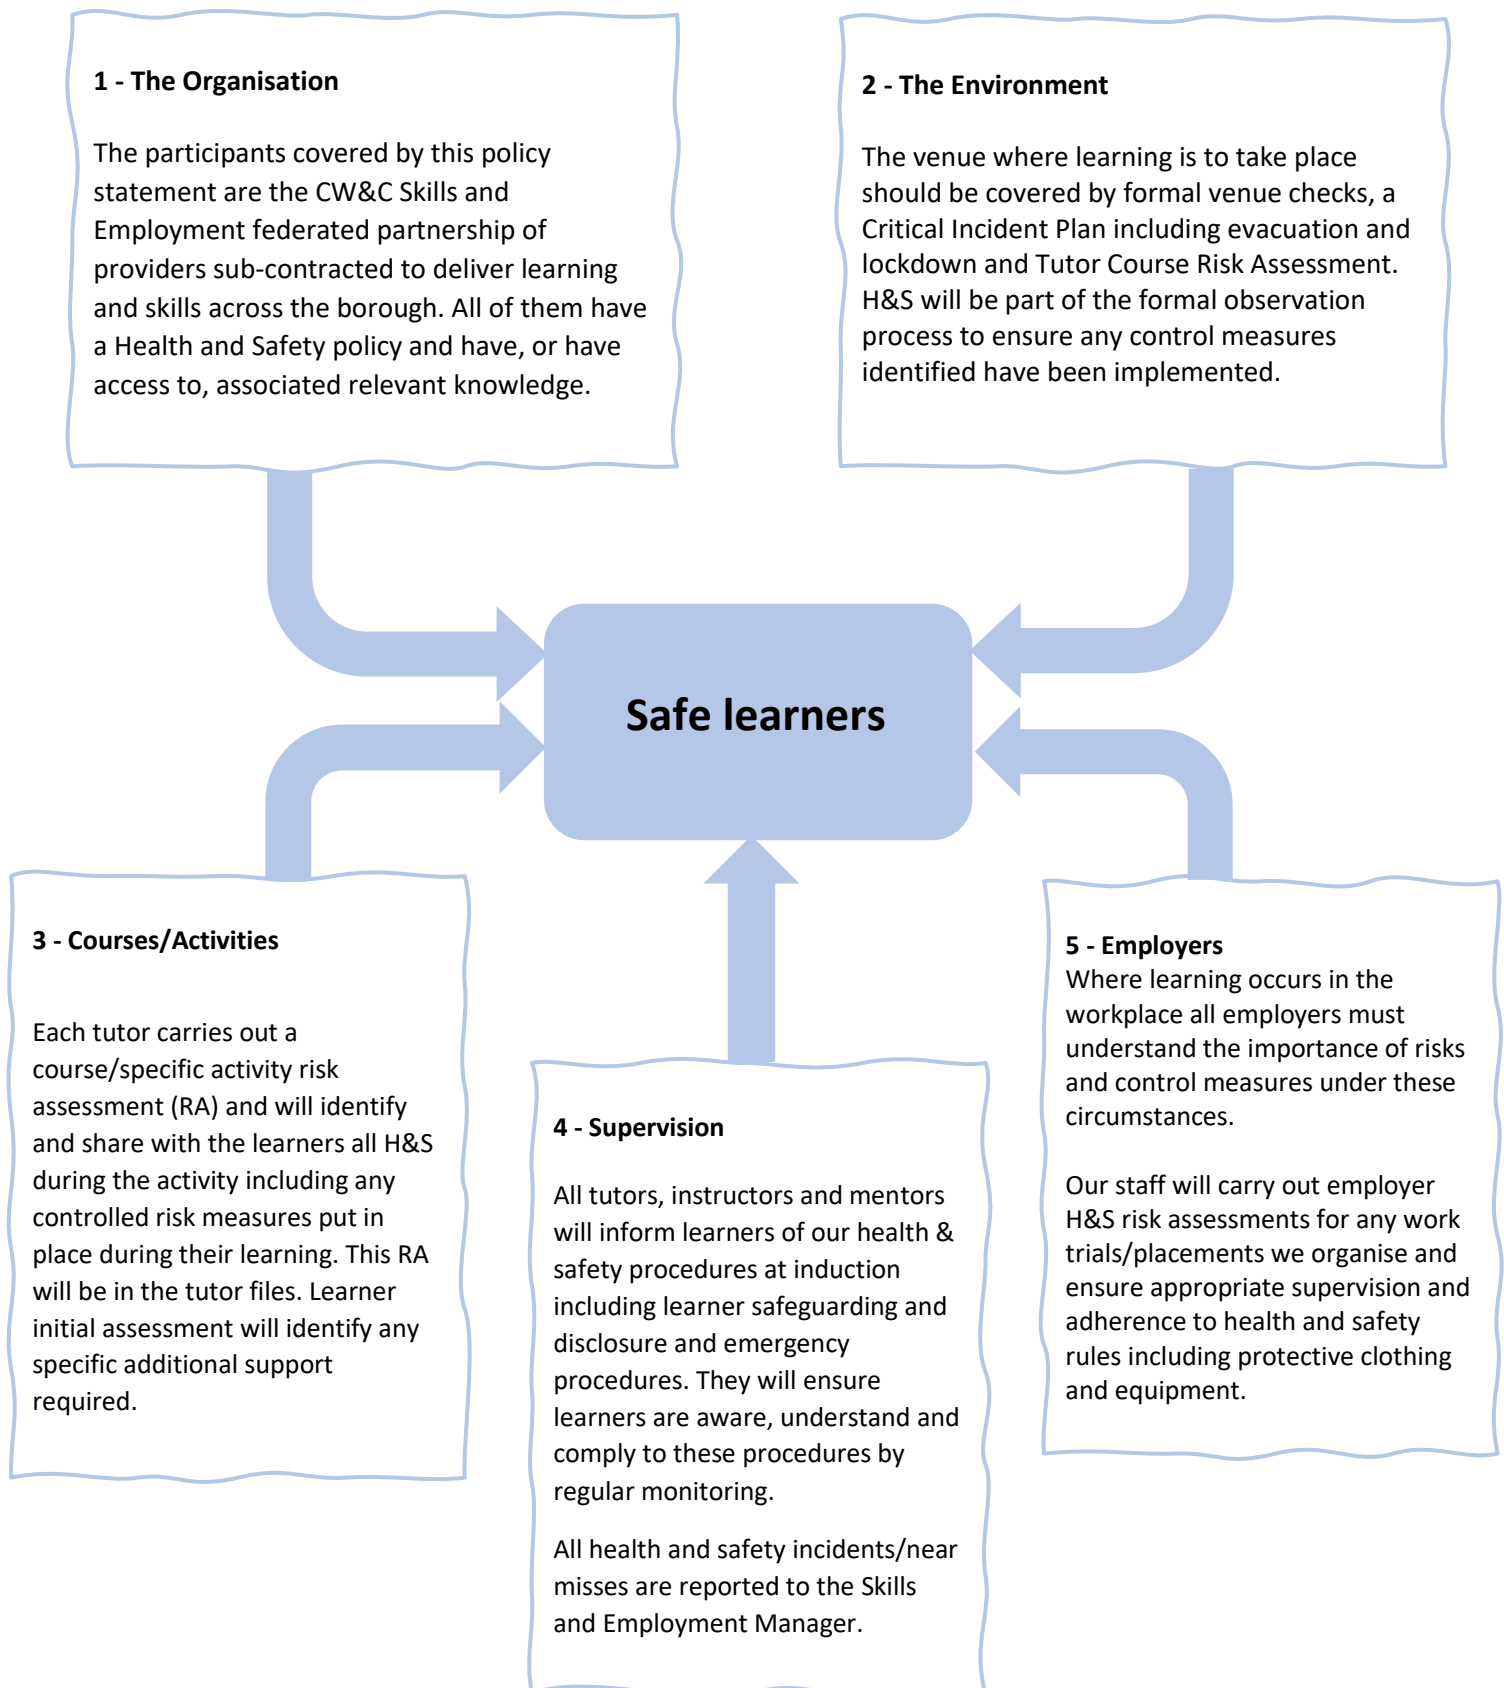 1 - The Organisation
The participants covered by this policy
statement are the CW&C Skills and
Employment federated partnership of
providers sub-contracted to deliver learning
and skills across the borough. All of them have
a Health and Safety policy and have, or have
access to, associated relevant knowledge.
2 - The Environment
The venue where learning is to take place
should be covered by formal venue checks, a
Critical Incident Plan including evacuation and
lockdown and Tutor Course Risk Assessment.
H&S will be part of the formal observation
process to ensure any control measures
identified have been implemented.
Safe learners
3 - Courses/Activities
Each tutor carries out a
course/specific activity risk
assessment (RA) and will identify
and share with the learners all H&S
during the activity including any
controlled risk measures put in
place during their learning. This RA
will be in the tutor files. Learner
initial assessment will identify any
specific additional support
required.
4 - Supervision
All tutors, instructors and mentors
will inform learners of our health &
safety procedures at induction
including learner safeguarding and
disclosure and emergency
procedures. They will ensure
learners are aware, understand and
comply to these procedures by
regular monitoring.
All health and safety incidents/near
misses are reported to the Skills
and Employment Manager.
5 - Employers
Where learning occurs in the
workplace all employers must
understand the importance of risks
and control measures under these
circumstances.
Our staff will carry out employer
H&S risk assessments for any work
trials/placements we organise and
ensure appropriate supervision and
adherence to health and safety
rules including protective clothing
and equipment.